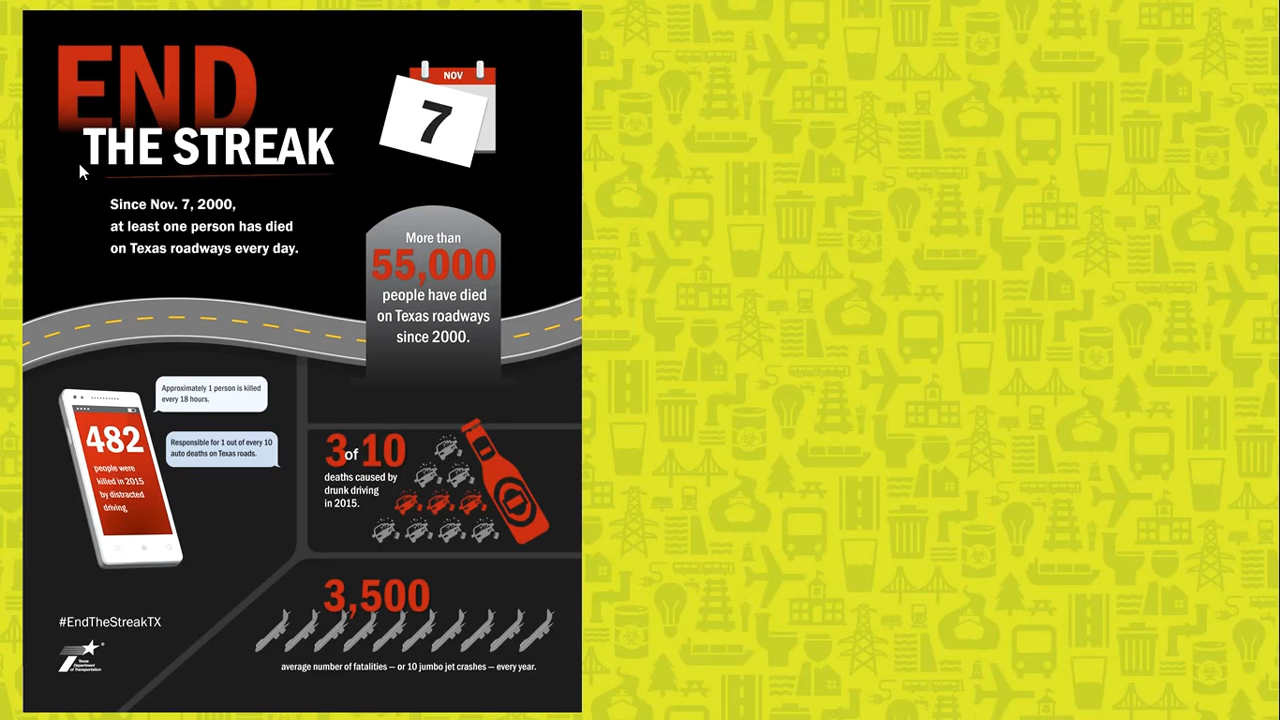 END
THE STREAK
NOV
7
Since Nov. 7, 2000,
at least one person has died
on Texas roadways every day.
More than
55,000
people have died
on Texas roadways
since 2000.
Approximately 1 person is killed
every 18 hours.
Responsible for 1 out of every 10
auto deaths on Texas roads.
482
people were
killed in 2015
by distracted
driving
3 of 10
deaths caused by
drunk driving
in 2015.
3,500
average number of fatalities — or 10 jumbo jet crashes — every year.
#EndTheStreakTX
Texas
Department
of Transportation